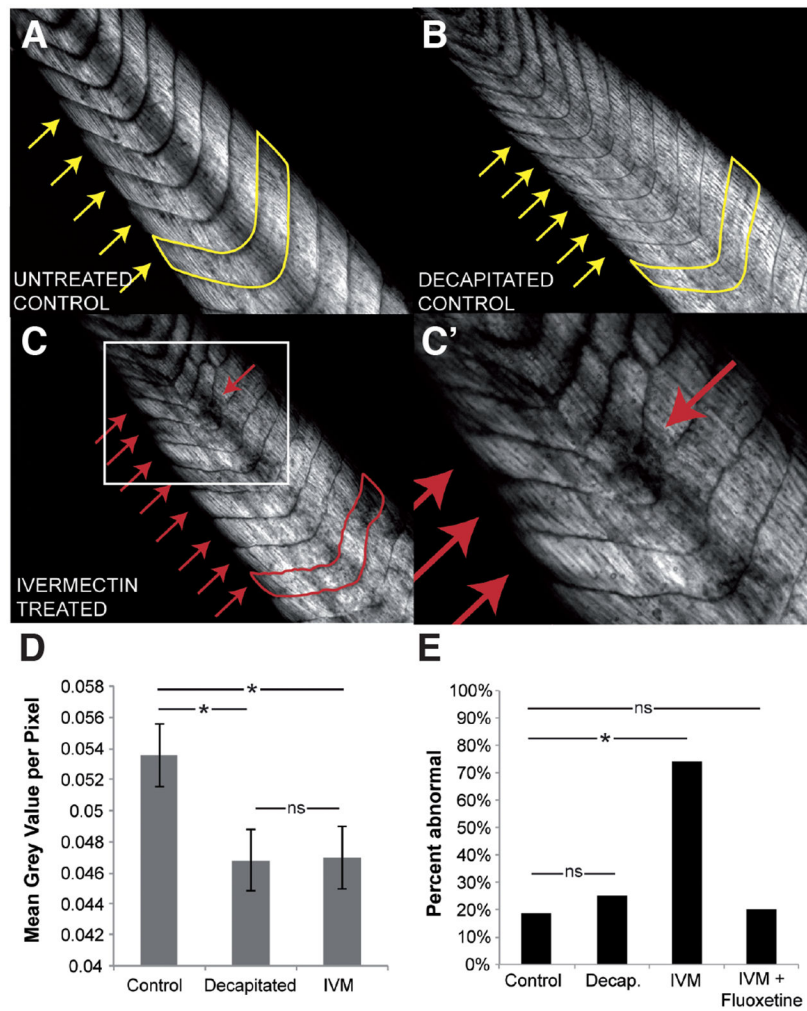 A
UNTREATED
CONTROL
B
DECAPITATED
CONTROL
C
IVERMECTIN
TREATED
C'
D
Mean Grey Value per Pixel
0.058
0.056
0.054
0.052
0.05
0.048
0.046
0.044
0.042
0.04
*
*
ns
Control
Decapitated
IVM
E
Percent abnormal
100%
90%
80%
70%
60%
50%
40%
30%
20%
10%
0%
ns
*
ns
Control
Decap.
IVM
IVM +
Fluoxetine